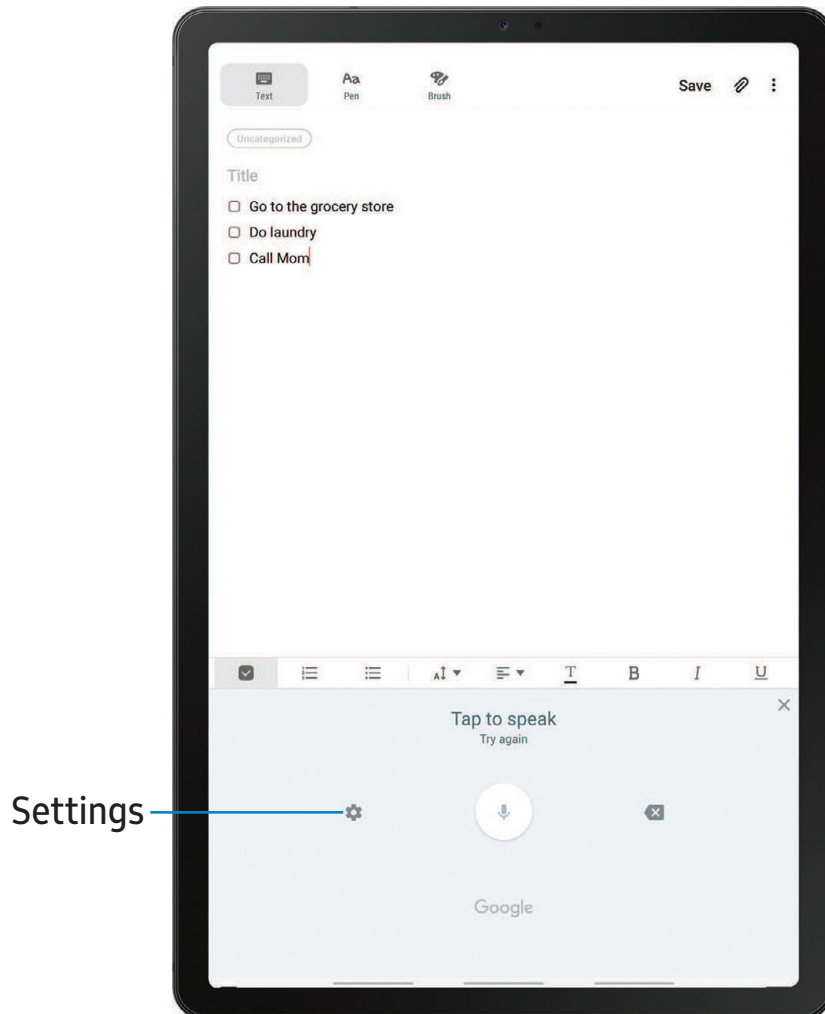 Text
Aa
Pen
Brush
Save
Uncategorized
Title
Go to the grocery store
Do laundry
Call Mom
A
T
B
I
U
Tap to speak
Try again
Settings
Google